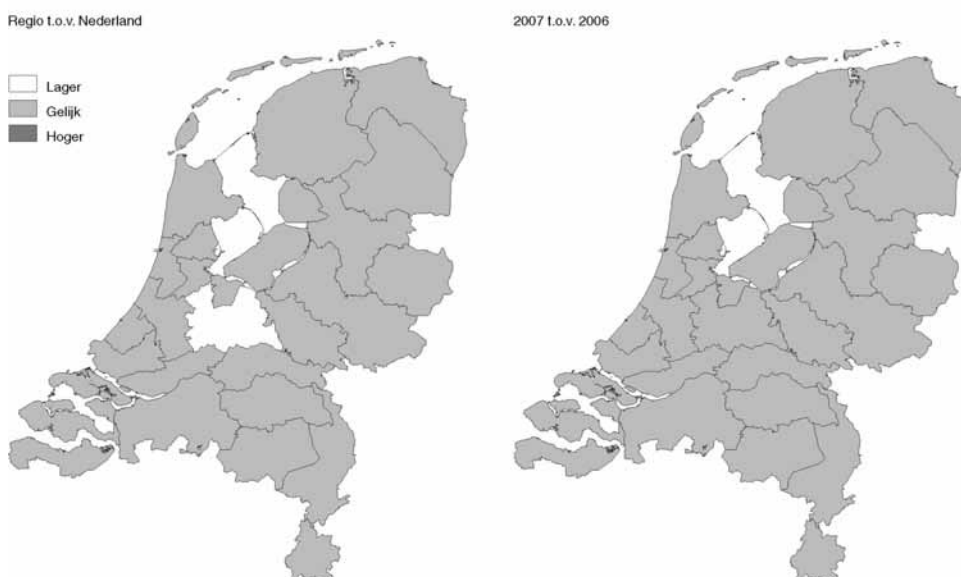 Regio t.o.v. Nederland
2007 t.o.v. 2006
Lager
Gelijk
Hoger